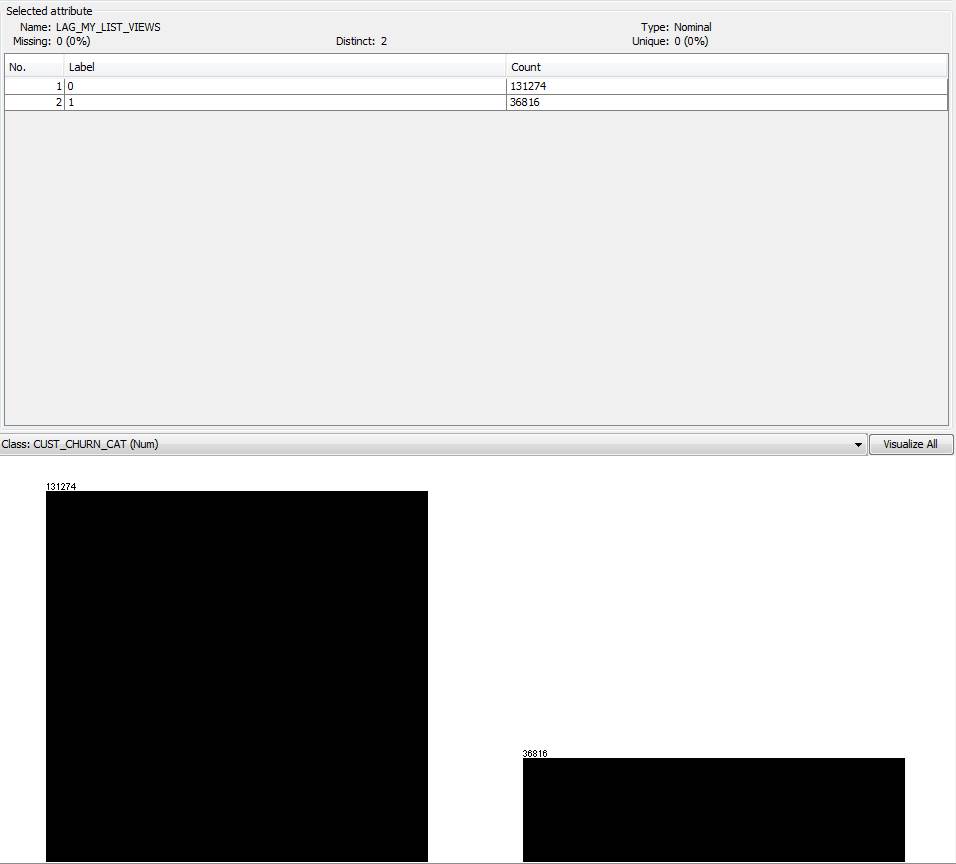 Selected attribute
Name: LAG_MY_LIST_VIEWS Type: Nominal
Missing: 0 (0%) Distinct: 2 Unique: 0 (0%)
No. Label Count
1 0 131274
2 1 36816
Class: CUST_CHURN_CAT (Num) Visualize All
131274
36816